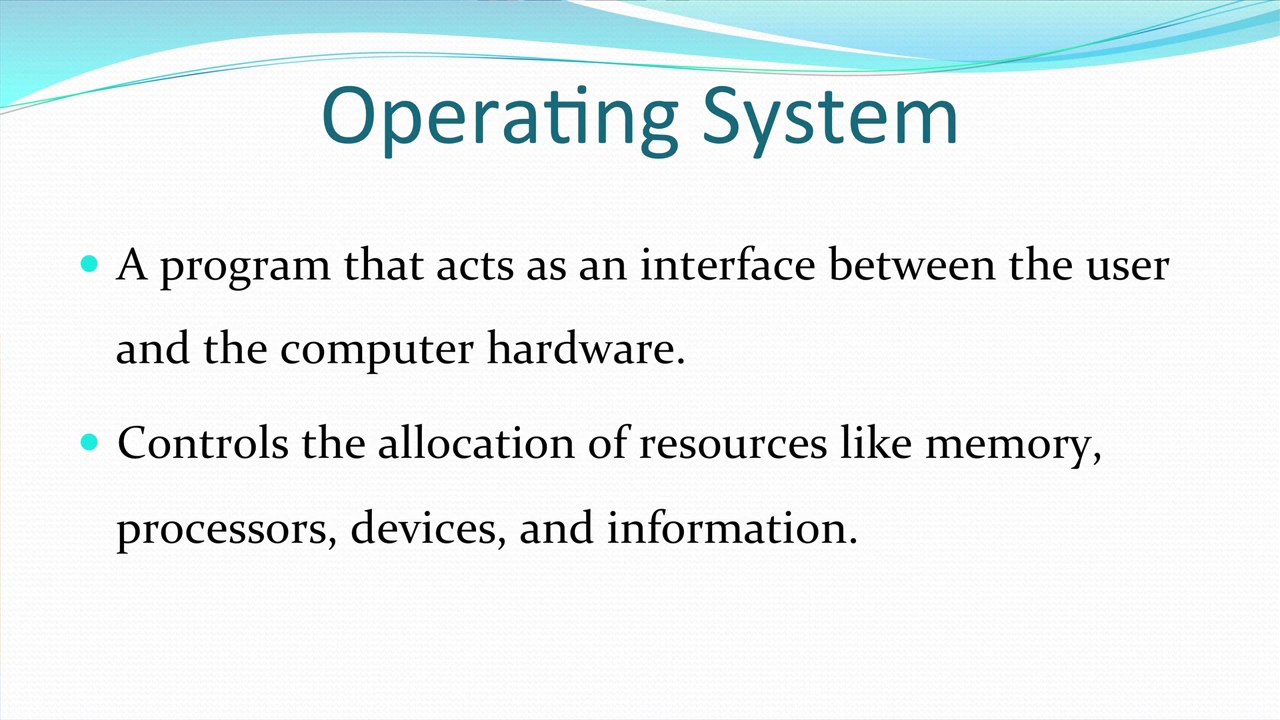 Operating System
• A program that acts as an interface between the user
and the computer hardware.
• Controls the allocation of resources like memory,
processors, devices, and information.